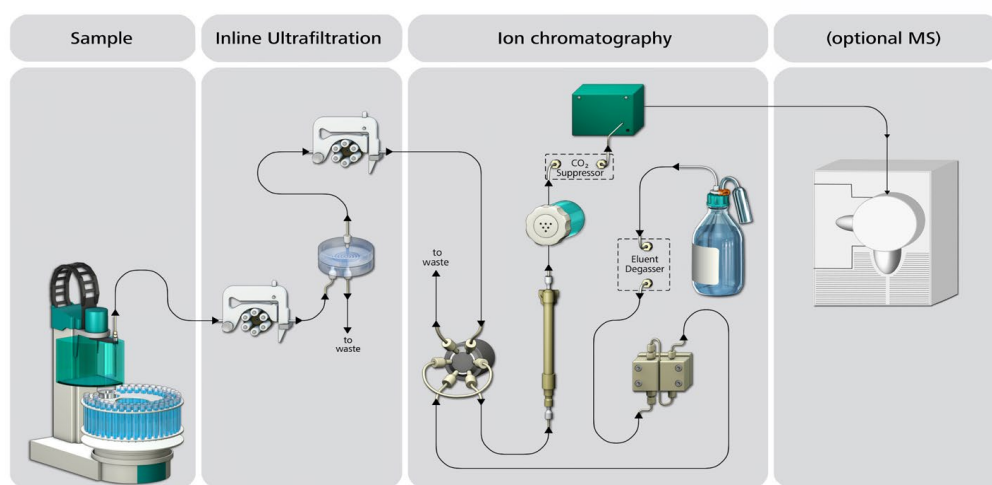 Sample
Inline Ultrafiltration
Ion chromatography
(optional MS)
CO₂
Suppressor
Eluent
Degasser
to
waste
to
waste